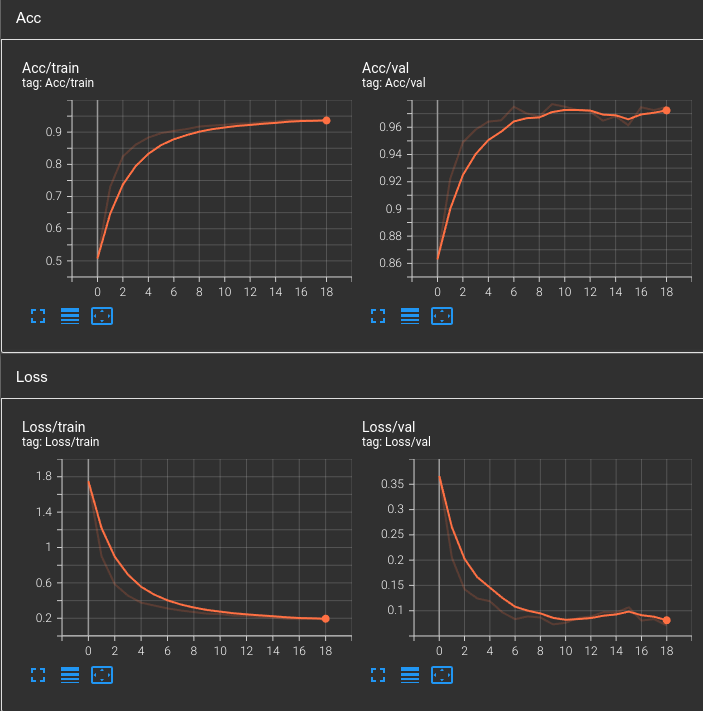 Acc
Acc/train
tag: Acc/train
0.9
0.8
0.7
0.6
0.5
0 2 4 6 8 10 12 14 16 18
Acc/val
tag: Acc/val
0.96
0.94
0.92
0.9
0.88
0.86
0 2 4 6 8 10 12 14 16 18
Loss
Loss/train
tag: Loss/train
1.8
1.4
1
0.6
0.2
0 2 4 6 8 10 12 14 16 18
Loss/val
tag: Loss/val
0.35
0.3
0.25
0.2
0.15
0.1
0 2 4 6 8 10 12 14 16 18